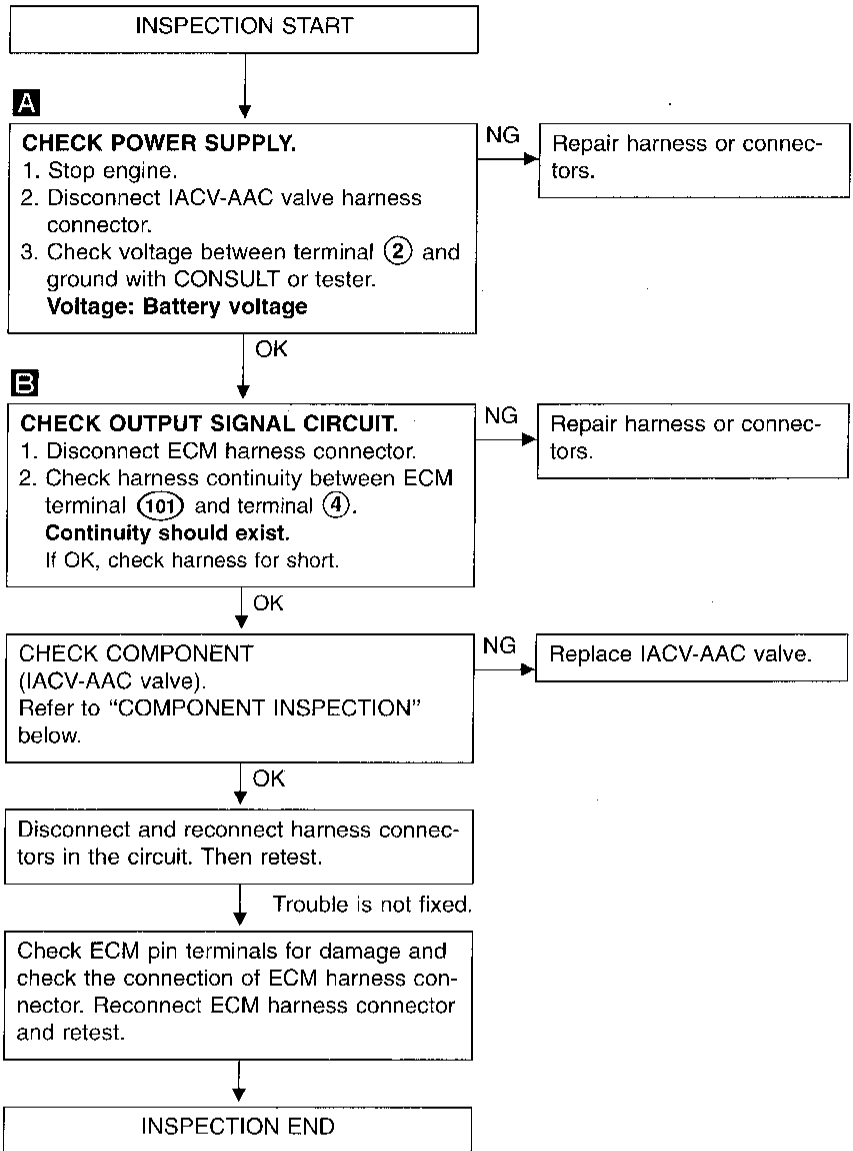 INSPECTION START
A
CHECK POWER SUPPLY.
1. Stop engine.
2. Disconnect IACV-AAC valve harness
connector.
3. Check voltage between terminal ② and
ground with CONSULT or tester.
Voltage: Battery voltage
NG
Repair harness or connec-
tors.
OK
B
CHECK OUTPUT SIGNAL CIRCUIT.
1. Disconnect ECM harness connector.
2. Check harness continuity between ECM
terminal (101) and terminal ④.
Continuity should exist.
If OK, check harness for short.
NG
Repair harness or connec-
tors.
OK
CHECK COMPONENT
(IACV-AAC valve).
Refer to “COMPONENT INSPECTION”
below.
NG
Replace IACV-AAC valve.
OK
Disconnect and reconnect harness connec-
tors in the circuit. Then retest.
Trouble is not fixed.
Check ECM pin terminals for damage and
check the connection of ECM harness con-
nector. Reconnect ECM harness connector
and retest.
INSPECTION END